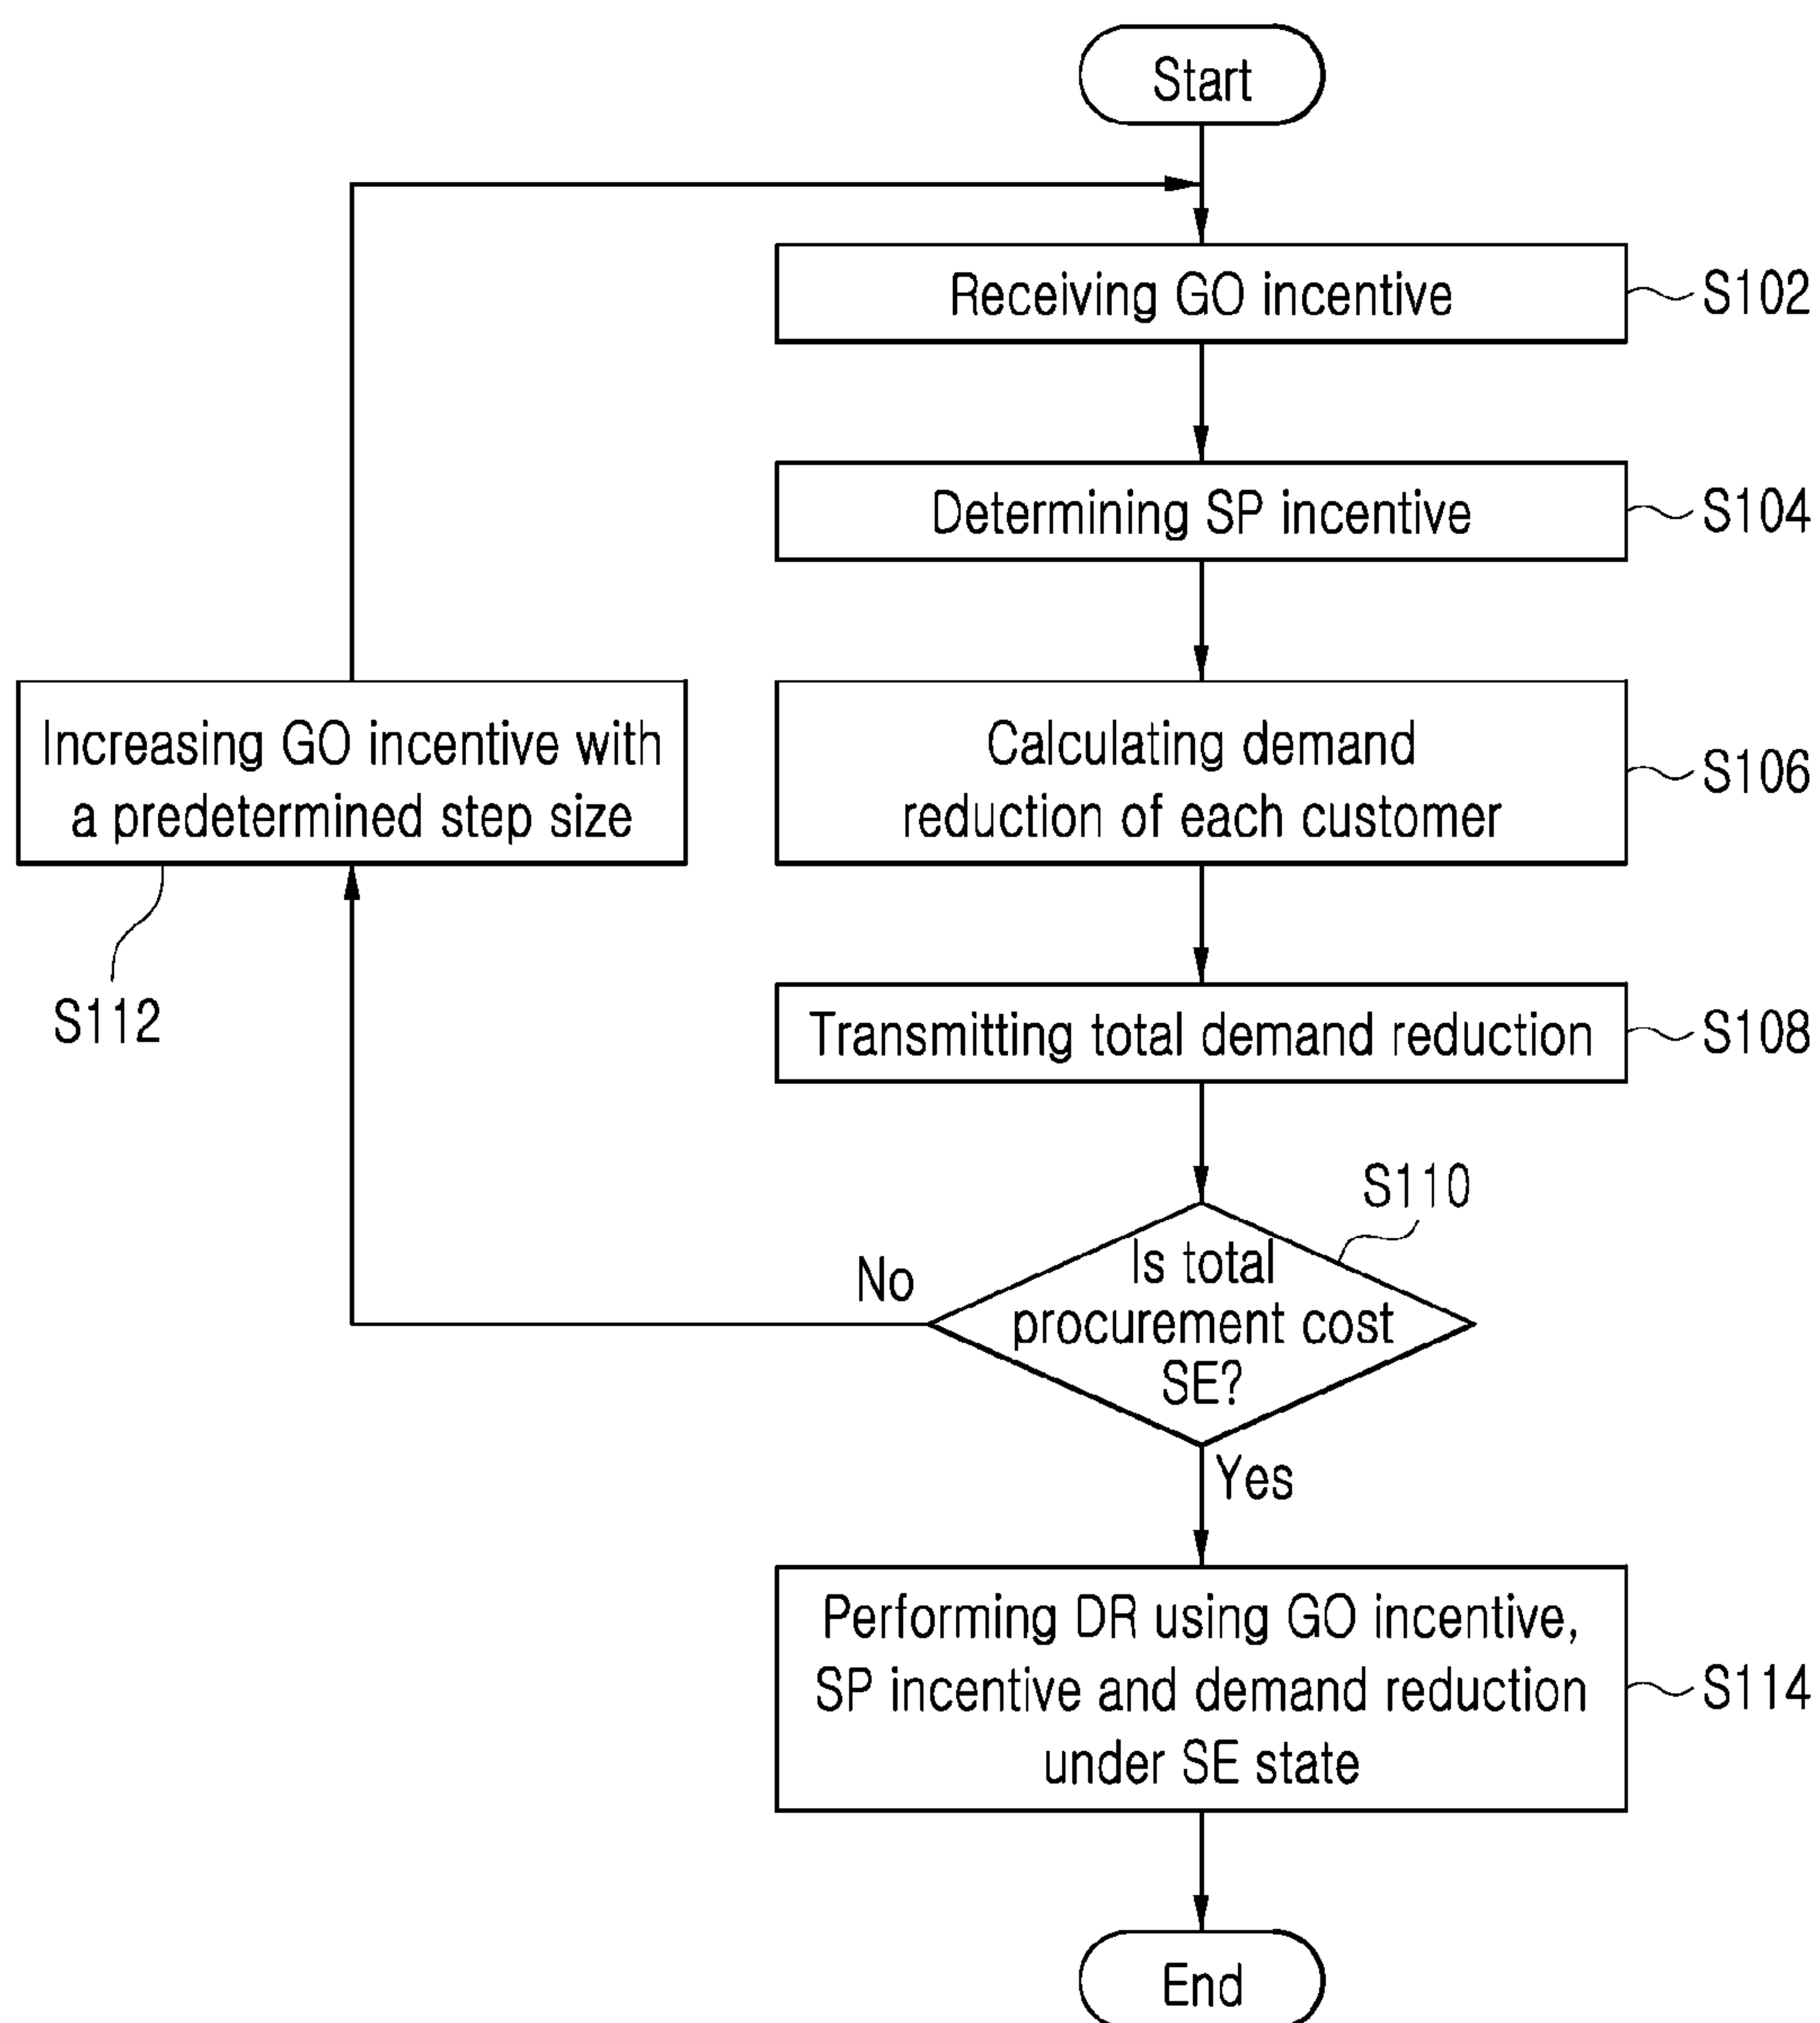 Start
Receiving GO incentive
S102
Determining SP incentive
S104
Increasing GO incentive with
a predetermined step size
S112
Calculating demand
reduction of each customer
S106
Transmitting total demand reduction
S108
S110
Is total
procurement cost
SE?
No
Yes
Performing DR using GO incentive,
SP incentive and demand reduction
under SE state
S114
End